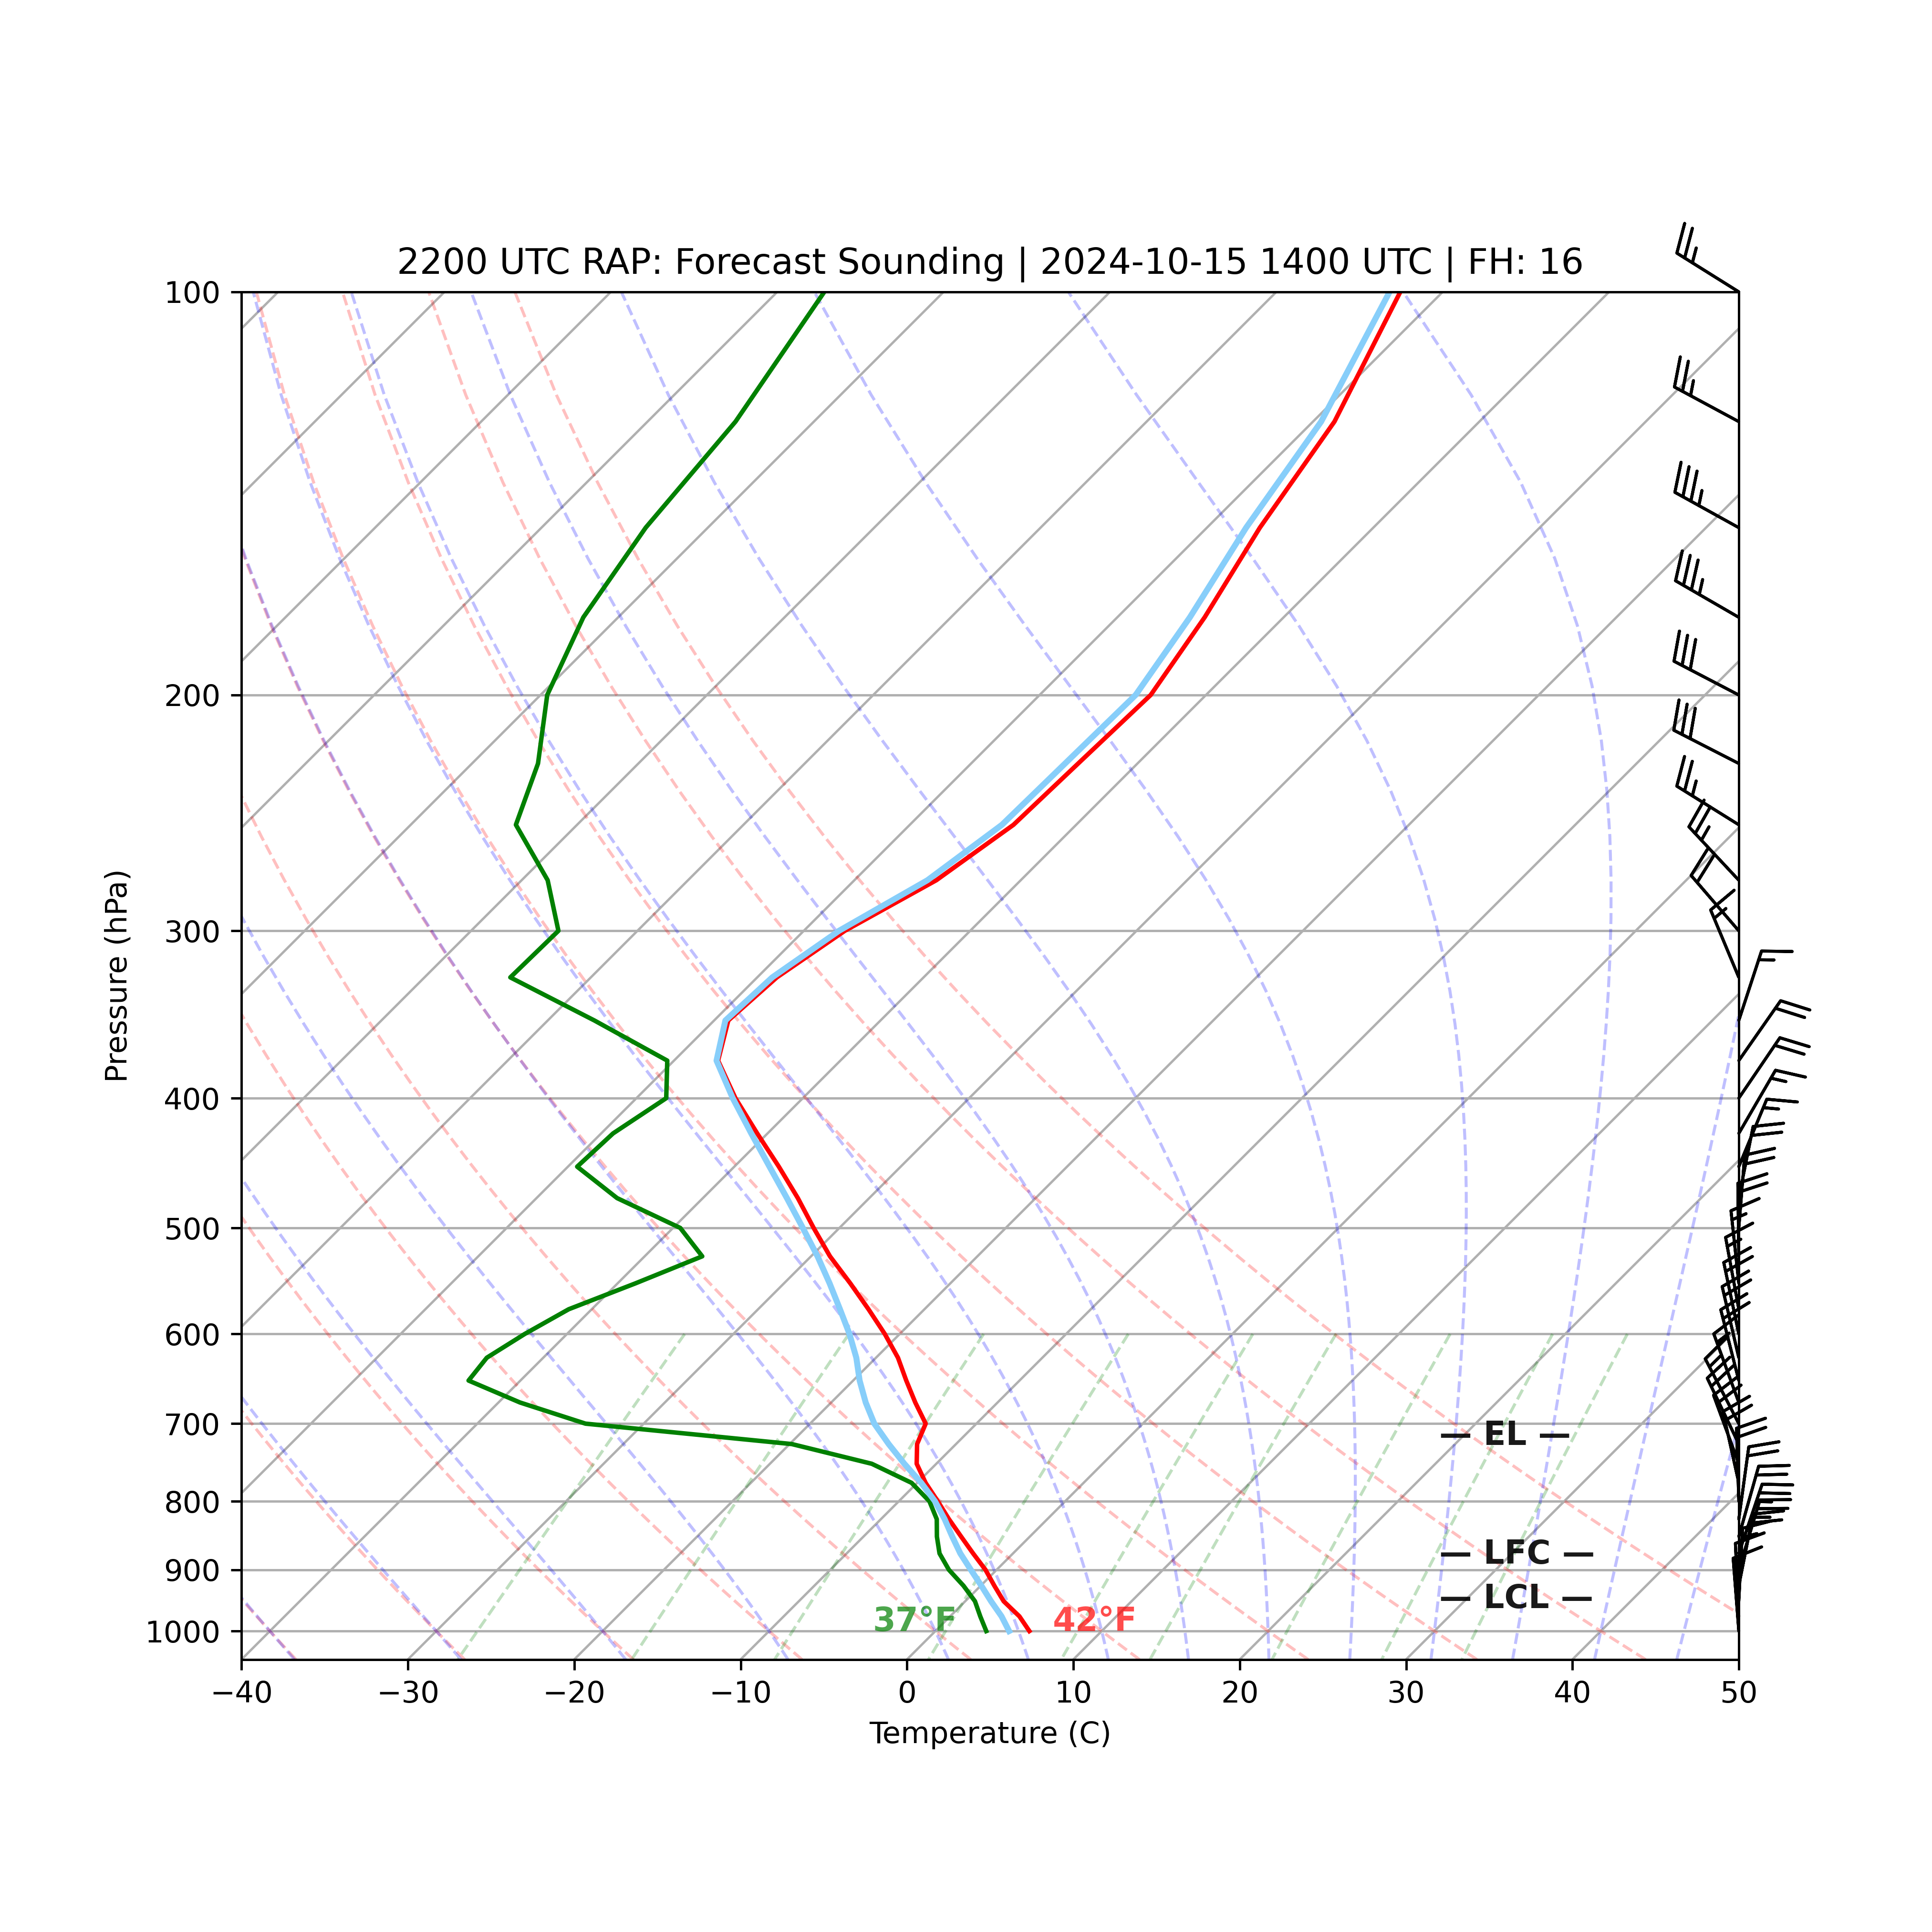 2200 UTC RAP: Forecast Sounding | 2024-10-15 1400 UTC | FH: 16
100
200
300
400
500
600
700
800
900
1000
Pressure (hPa)
— EL —
— LFC —
— LCL —
37°F
42°F
−40 −30 −20 −10 0 10 20 30 40 50
Temperature (C)